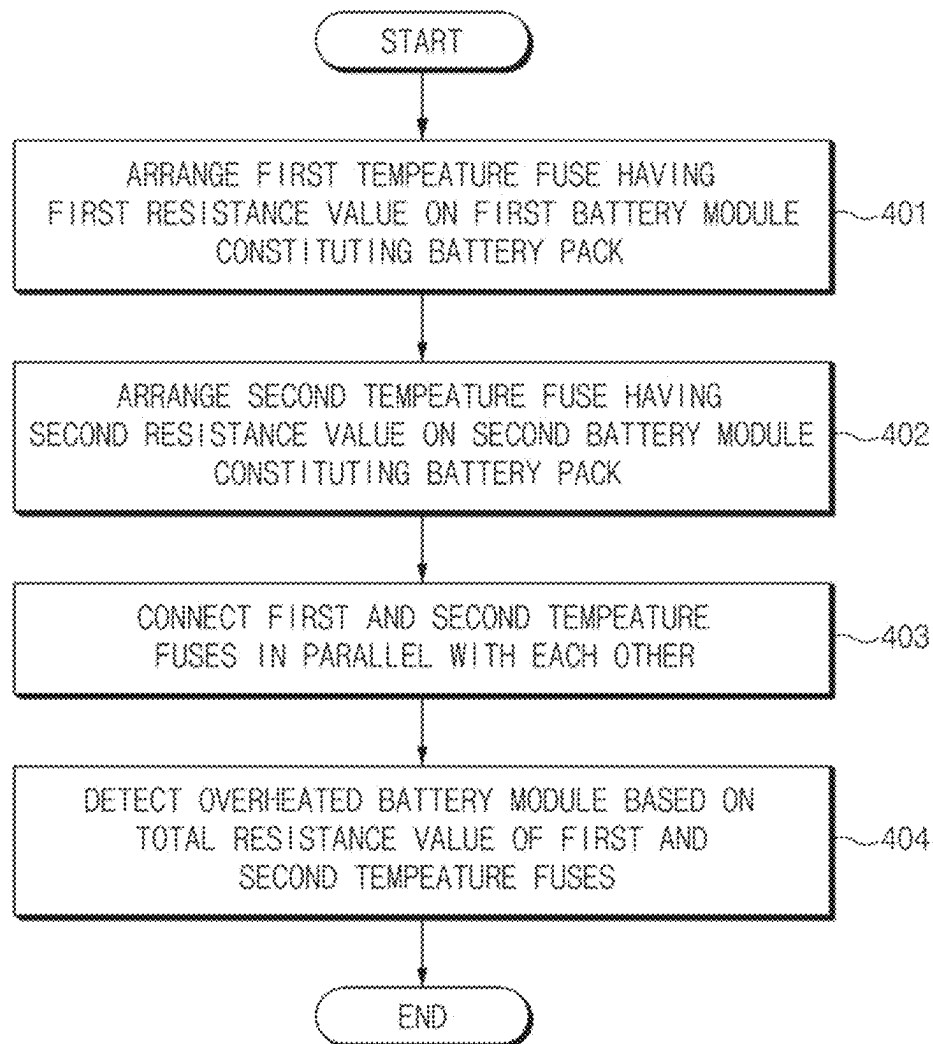 START
ARRANGE FIRST TEMPEATURE FUSE HAVING
FIRST RESISTANCE VALUE ON FIRST BATTERY MODULE
CONSTITUTING BATTERY PACK
401
ARRANGE SECOND TEMPEATURE FUSE HAVING
SECOND RESISTANCE VALUE ON SECOND BATTERY MODULE
CONSTITUTING BATTERY PACK
402
CONNECT FIRST AND SECOND TEMPEATURE
FUSES IN PARALLEL WITH EACH OTHER
403
DETECT OVERHEATED BATTERY MODULE BASED ON
TOTAL RESISTANCE VALUE OF FIRST AND
SECOND TEMPEATURE FUSES
404
END